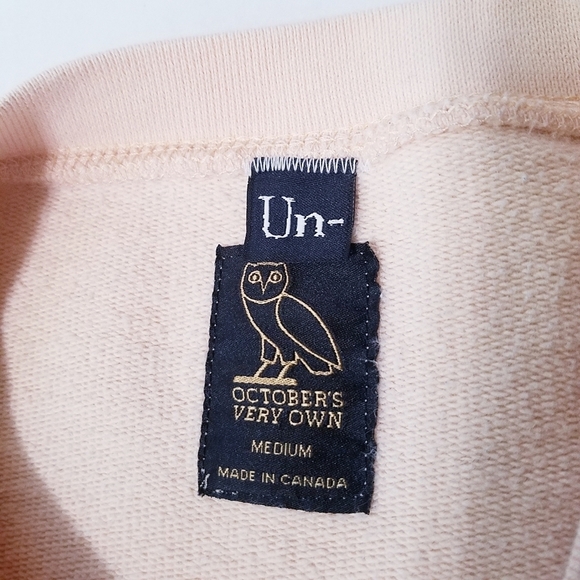 Un-
OCTOBER'S
VERY OWN
MEDIUM
MADE IN CANADA